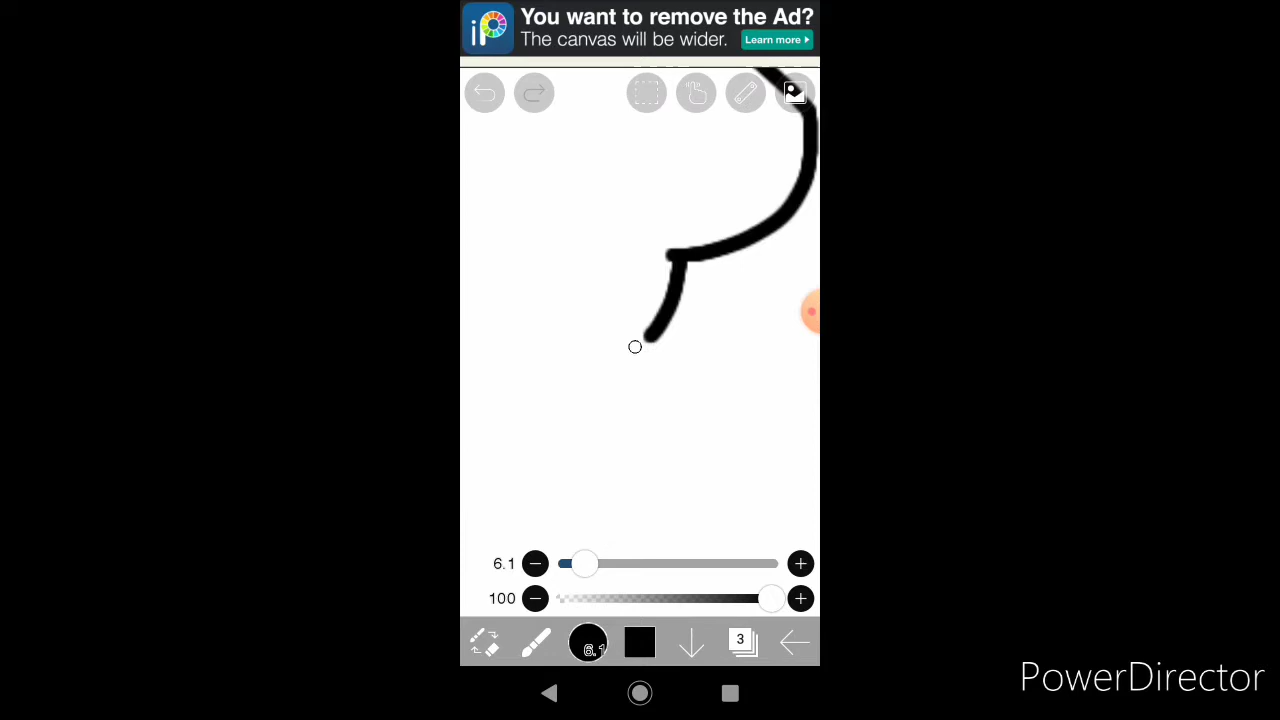 iP
You want to remove the Ad?
The canvas will be wider. Learn more
6.1
100
6.1
3
PowerDirector